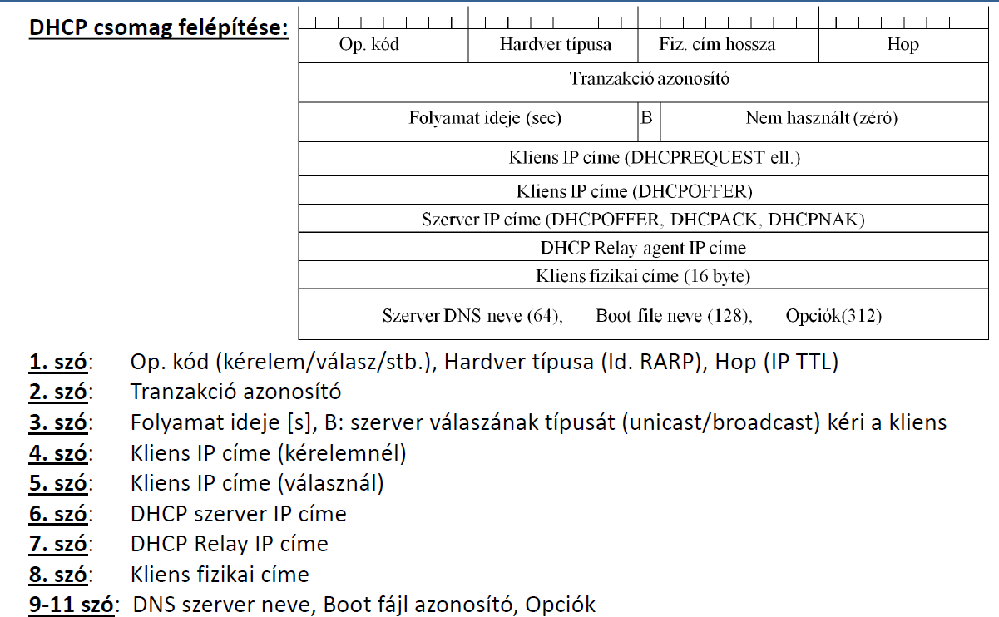 DHCP csomag felépítése:
Op. kód Hardver típusa Fiz. cím hossza Hop
Tranzakció azonosító
Folyamat ideje (sec) B Nem használt (zéró)
Kliens IP címe (DHCPREQUEST ell.)
Kliens IP címe (DHCPOFFER)
Szerver IP címe (DHCPOFFER, DHCPACK, DHCPNAK)
DHCP Relay agent IP címe
Kliens fizikai címe (16 byte)
Szerver DNS neve (64), Boot file neve (128), Opciók(312)
1. szó: Op. kód (kérelem/válasz/stb.), Hardver típusa (ld. RARP), Hop (IP TTL)
2. szó: Tranzakció azonosító
3. szó: Folyamat ideje [s], B: szerver válaszának típusát (unicast/broadcast) kéri a kliens
4. szó: Kliens IP címe (kérelemnél)
5. szó: Kliens IP címe (válasznál)
6. szó: DHCP szerver IP címe
7. szó: DHCP Relay IP címe
8. szó: Kliens fizikai címe
9-11 szó: DNS szerver neve, Boot fájl azonosító, Opciók